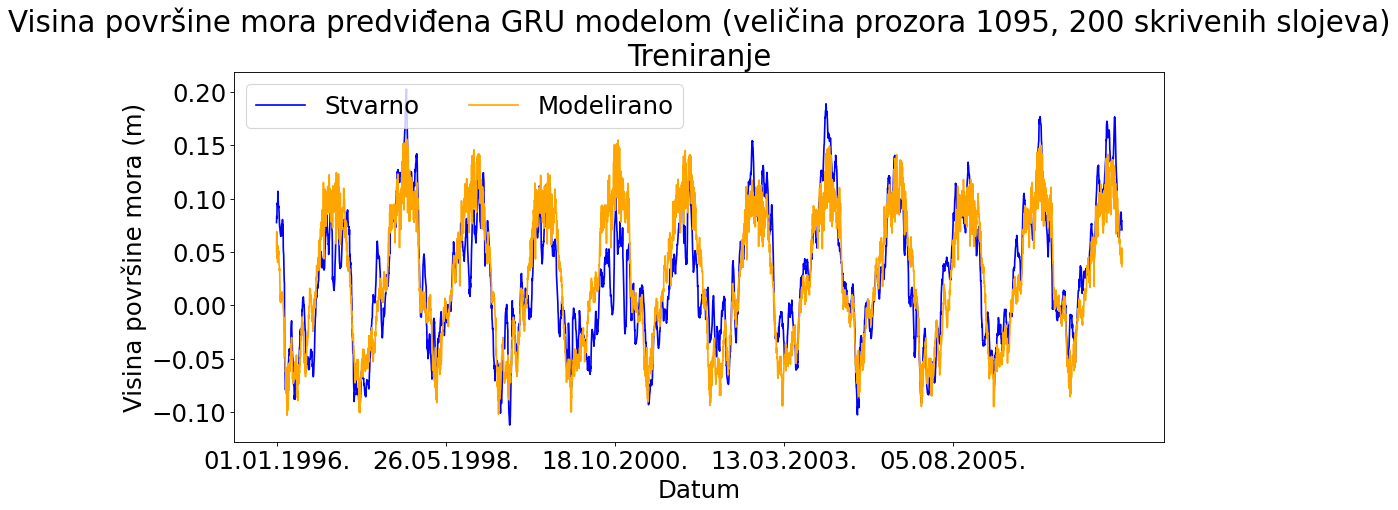 Visina površine mora predviđena GRU modelom (veličina prozora 1095, 200 skrivenih slojeva)
Treniranje
Stvarno Modelirano
Visina površine mora (m)
0.20
0.15
0.10
0.05
0.00
−0.05
−0.10
01.01.1996. 26.05.1998. 18.10.2000. 13.03.2003. 05.08.2005.
Datum